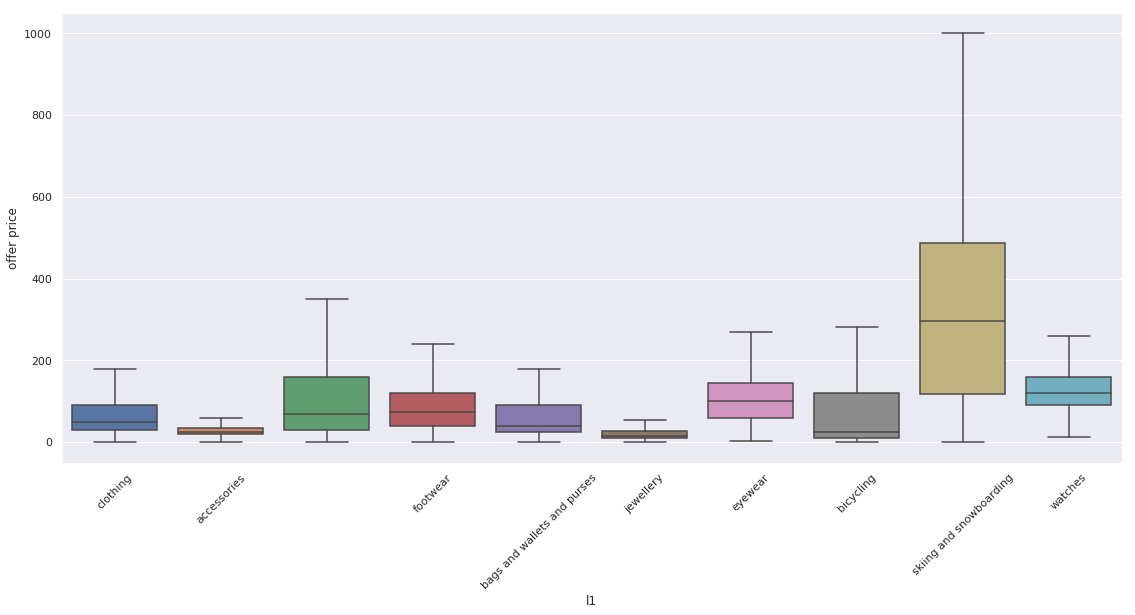 1000
800
600
400
200
0
offer price
clothing
accessories
footwear
bags and wallets and purses
jewellery
eyewear
bicycling
skiing and snowboarding
watches
l1